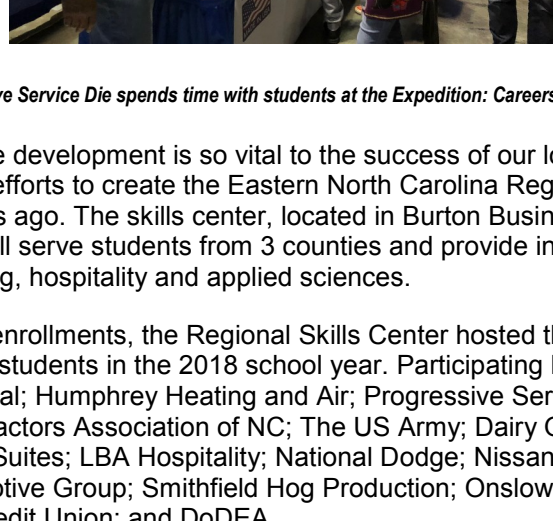 ve Service Die spends time with students at the Expedition: Careers
e development is so vital to the success of our lo
efforts to create the Eastern North Carolina Reg
s ago. The skills center, located in Burton Busin
ll serve students from 3 counties and provide in
g, hospitality and applied sciences.
enrollments, the Regional Skills Center hosted th
students in the 2018 school year. Participating
al; Humphrey Heating and Air; Progressive Ser
actors Association of NC; The US Army; Dairy
Suites; LBA Hospitality; National Dodge; Nissan
otive Group; Smithfield Hog Production; Onslow
edit Union; and DoDEA